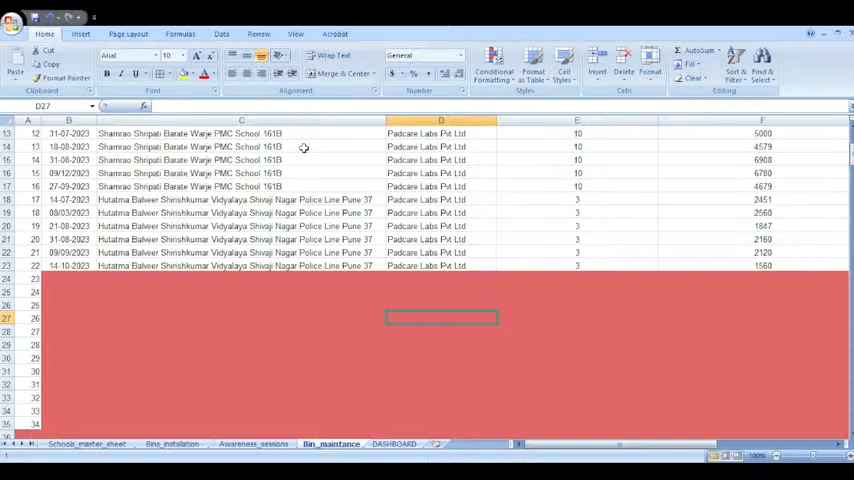 Home Insert Page Layout Formulas Data Review View Acrobat
Cut
Copy
Format Painter
Paste
Arial 10
Wrap Text
Merge & Center
General
Conditional Formatting
Format as Table
Cell Styles
Insert
Delete
Format
AutoSum
Fill
Clear
Sort & Filter
Find & Select
Clipboard Font Alignment Number Styles Cells Editing
D27 fx
A B C D E F
13 12 31-07-2023 Shamrao Shripati Barate Warje PMC School 161B Padcare Labs Pvt Ltd 10 5000
14 13 18-08-2023 Shamrao Shripati Barate Warje PMC School 161B Padcare Labs Pvt Ltd 10 4579
15 14 31-08-2023 Shamrao Shripati Barate Warje PMC School 161B Padcare Labs Pvt Ltd 10 6908
16 15 09/12/2023 Shamrao Shripati Barate Warje PMC School 161B Padcare Labs Pvt Ltd 10 6780
17 16 27-09-2023 Shamrao Shripati Barate Warje PMC School 161B Padcare Labs Pvt Ltd 10 4679
18 17 14-07-2023 Hutatma Balveer Shirishkumar Vidyalaya Shivaji Nagar Police Line Pune 37 Padcare Labs Pvt Ltd 3 2451
19 18 08/03/2023 Hutatma Balveer Shirishkumar Vidyalaya Shivaji Nagar Police Line Pune 37 Padcare Labs Pvt Ltd 3 2560
20 19 18-08-2023 Hutatma Balveer Shirishkumar Vidyalaya Shivaji Nagar Police Line Pune 37 Padcare Labs Pvt Ltd 3 1847
21 20 31-08-2023 Hutatma Balveer Shirishkumar Vidyalaya Shivaji Nagar Police Line Pune 37 Padcare Labs Pvt Ltd 3 2160
22 21 09/09/2023 Hutatma Balveer Shirishkumar Vidyalaya Shivaji Nagar Police Line Pune 37 Padcare Labs Pvt Ltd 3 2120
23 22 14-10-2023 Hutatma Balveer Shirishkumar Vidyalaya Shivaji Nagar Police Line Pune 37 Padcare Labs Pvt Ltd 3 1560
24 23
25 24
26 25
27 26
28 27
29 28
30 29
31 30
32 31
33 32
34 33
35 34
36
Schools_master_sheet Bins_installation Awareness_sessions Bin_maintance DASHBOARD
100%